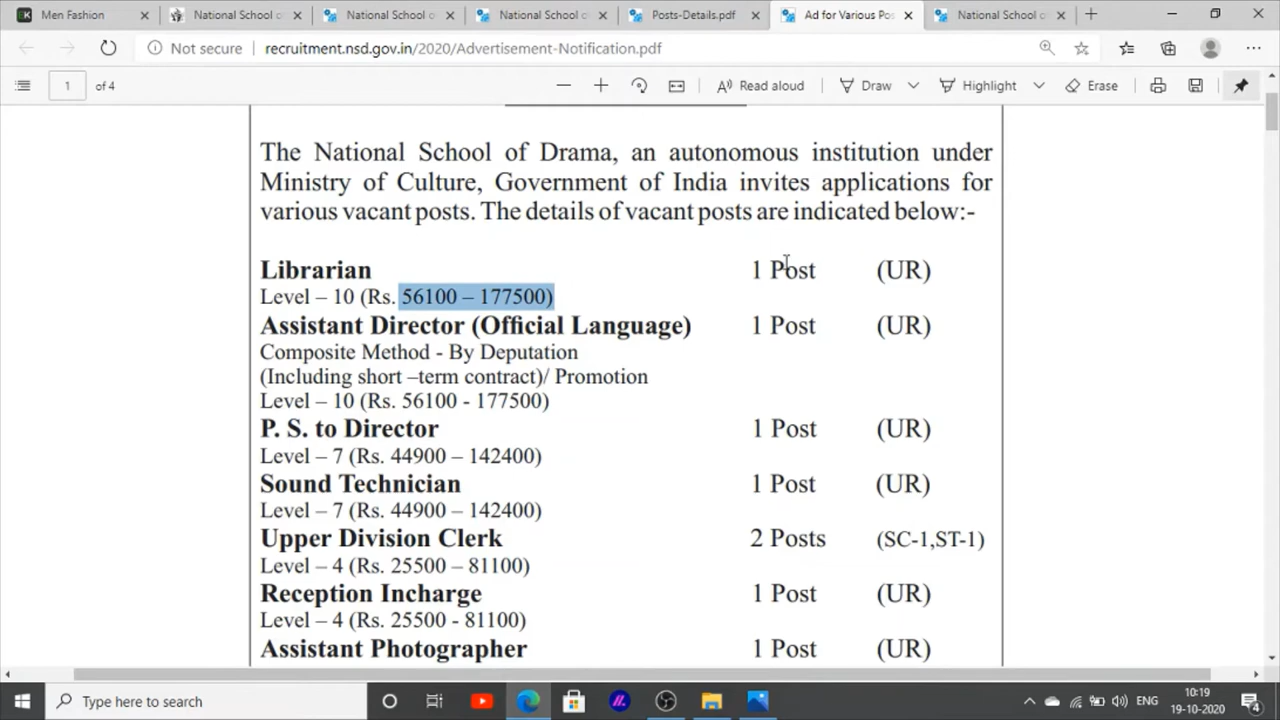 Men Fashion
National School o
National School o
National School o
Posts-Details.pdf
Ad for Various Po
National School o
Not secure
recruitment.nsd.gov.in/2020/Advertisement-Notification.pdf
1 of 4
Read aloud
Draw
Highlight
Erase
The National School of Drama, an autonomous institution under
Ministry of Culture, Government of India invites applications for
various vacant posts. The details of vacant posts are indicated below:-
Librarian 1 Post (UR)
Level – 10 (Rs. 56100 – 177500)
Assistant Director (Official Language) 1 Post (UR)
Composite Method - By Deputation
(Including short –term contract)/ Promotion
Level – 10 (Rs. 56100 - 177500)
P. S. to Director 1 Post (UR)
Level – 7 (Rs. 44900 – 142400)
Sound Technician 1 Post (UR)
Level – 7 (Rs. 44900 – 142400)
Upper Division Clerk 2 Posts (SC-1,ST-1)
Level – 4 (Rs. 25500 – 81100)
Reception Incharge 1 Post (UR)
Level – 4 (Rs. 25500 - 81100)
Assistant Photographer 1 Post (UR)
Type here to search
ENG
10:19
19-10-2020
4